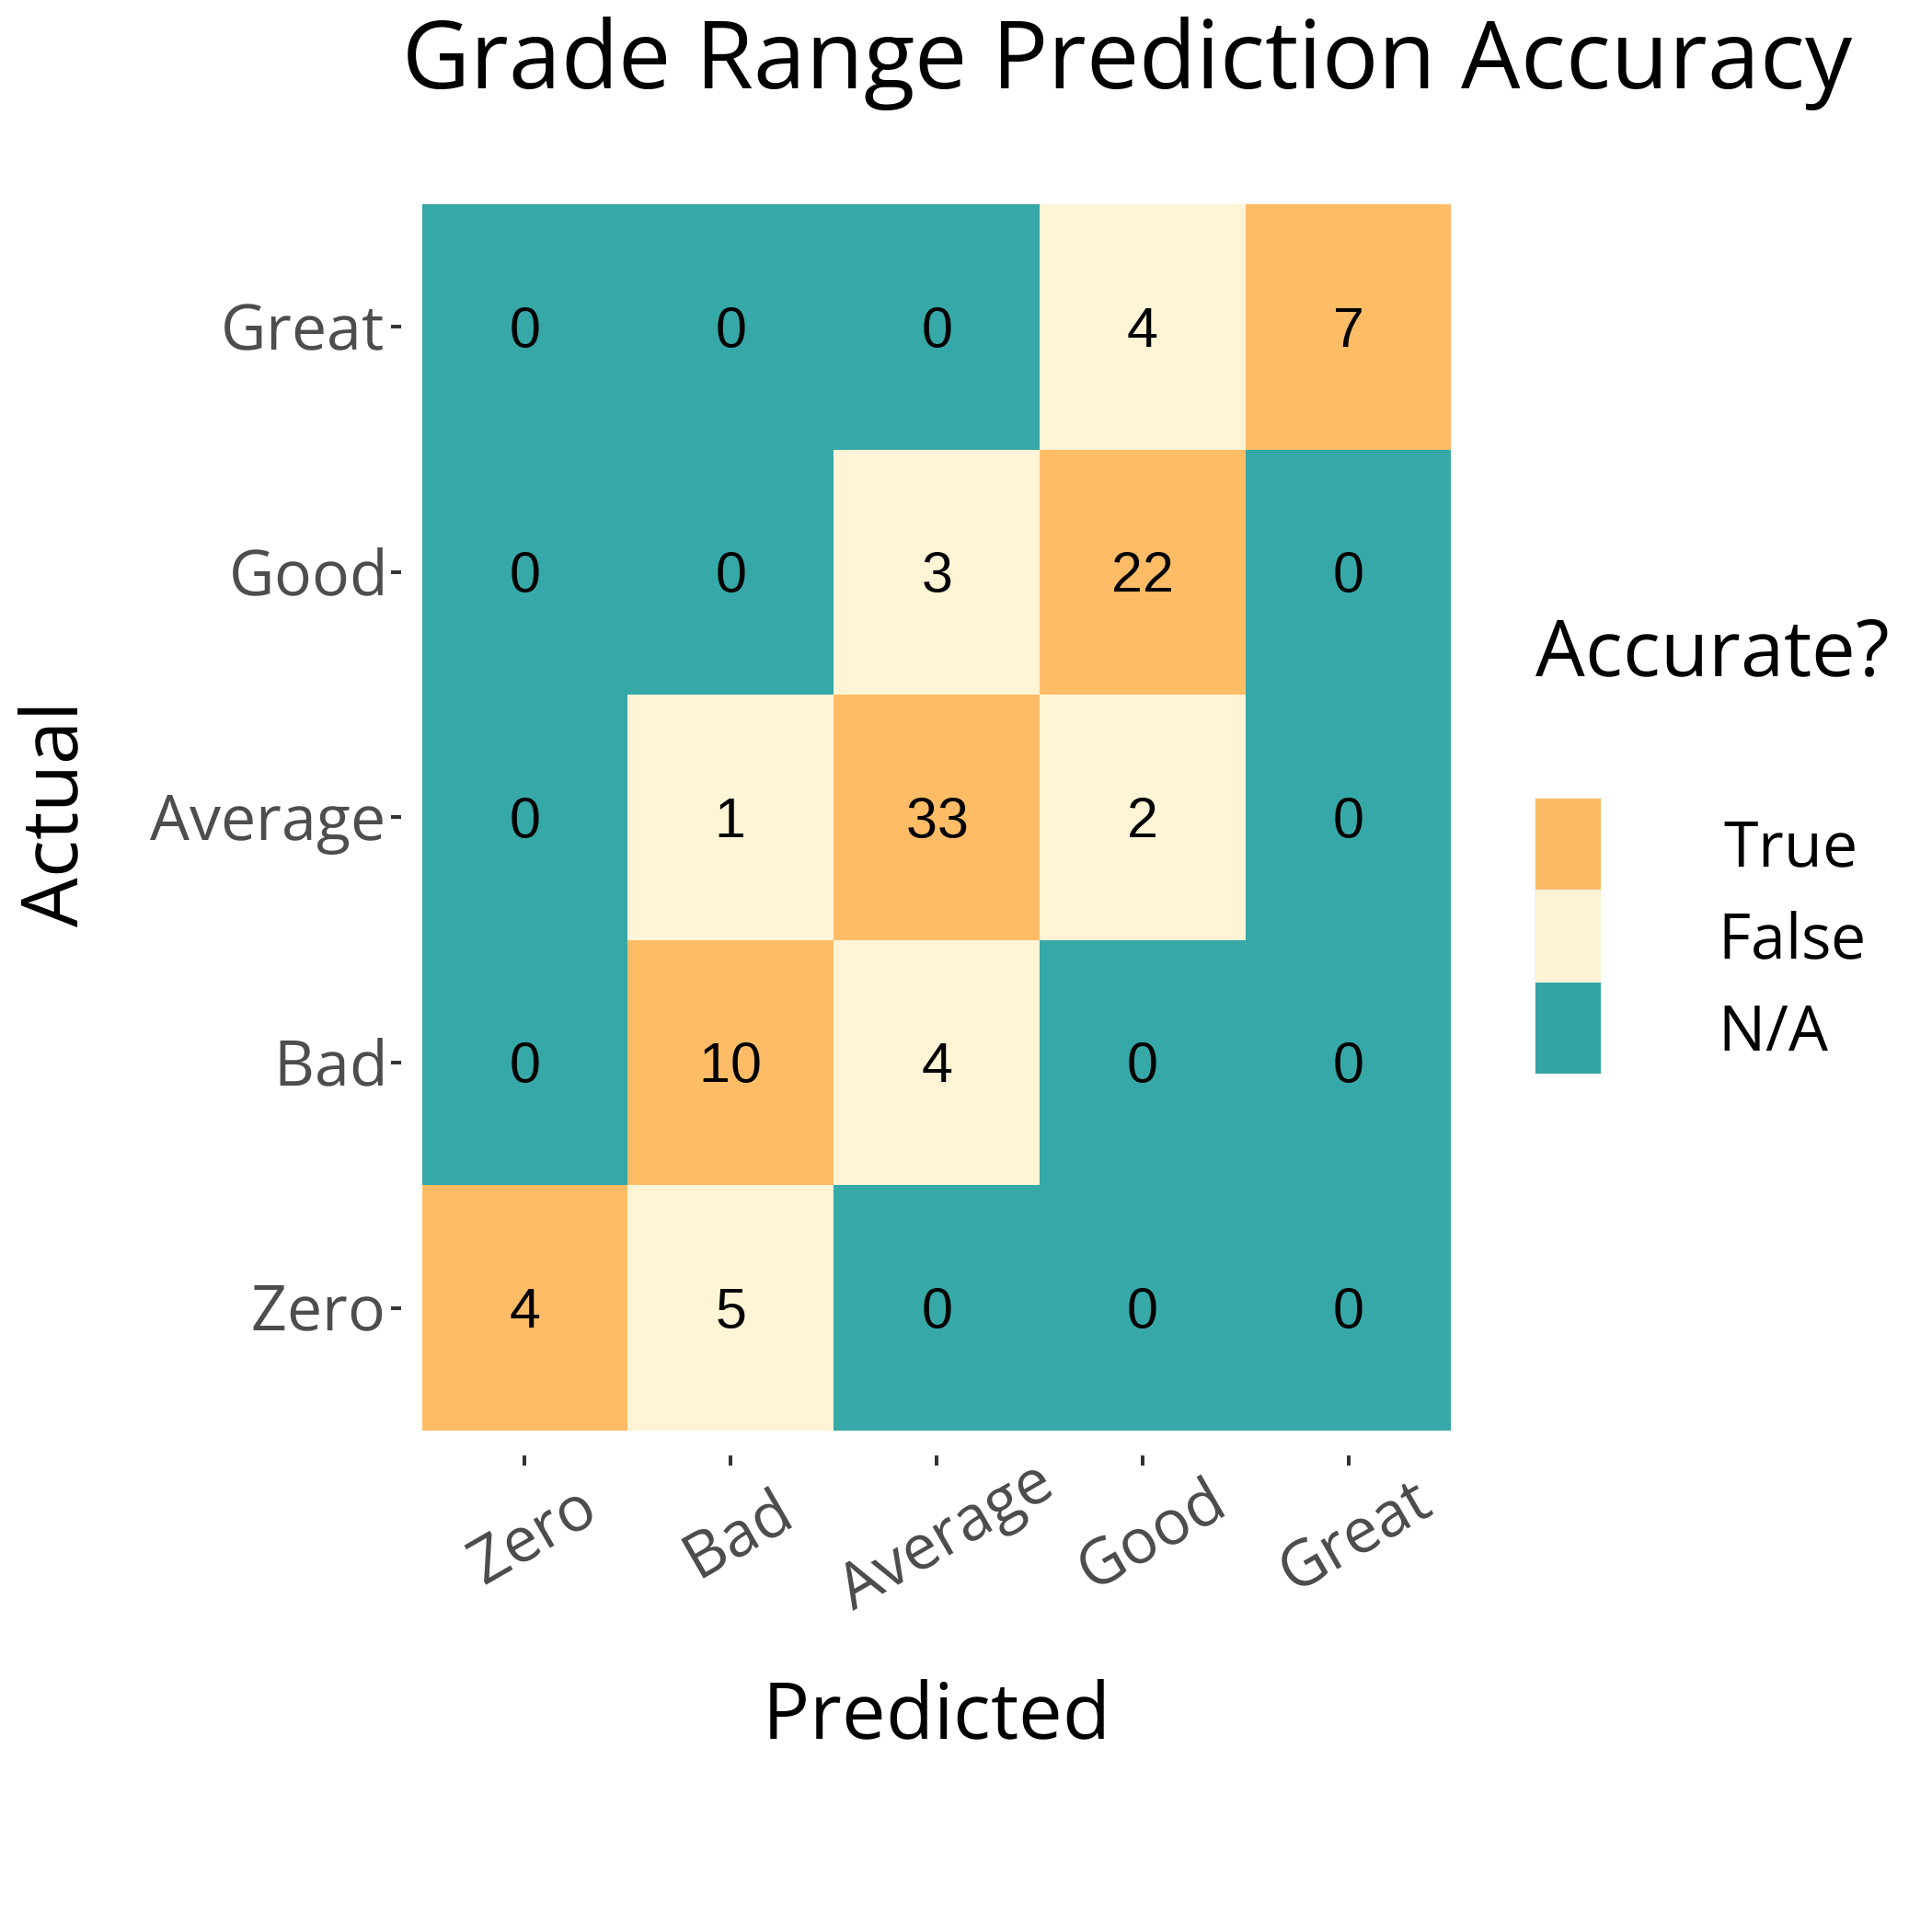 Grade Range Prediction Accuracy
Actual
Great 0 0 0 4 7
Good 0 0 3 22 0
Average 0 1 33 2 0
Bad 0 10 4 0 0
Zero 4 5 0 0 0
Zero Bad Average Good Great
Predicted
Accurate?
True
False
N/A